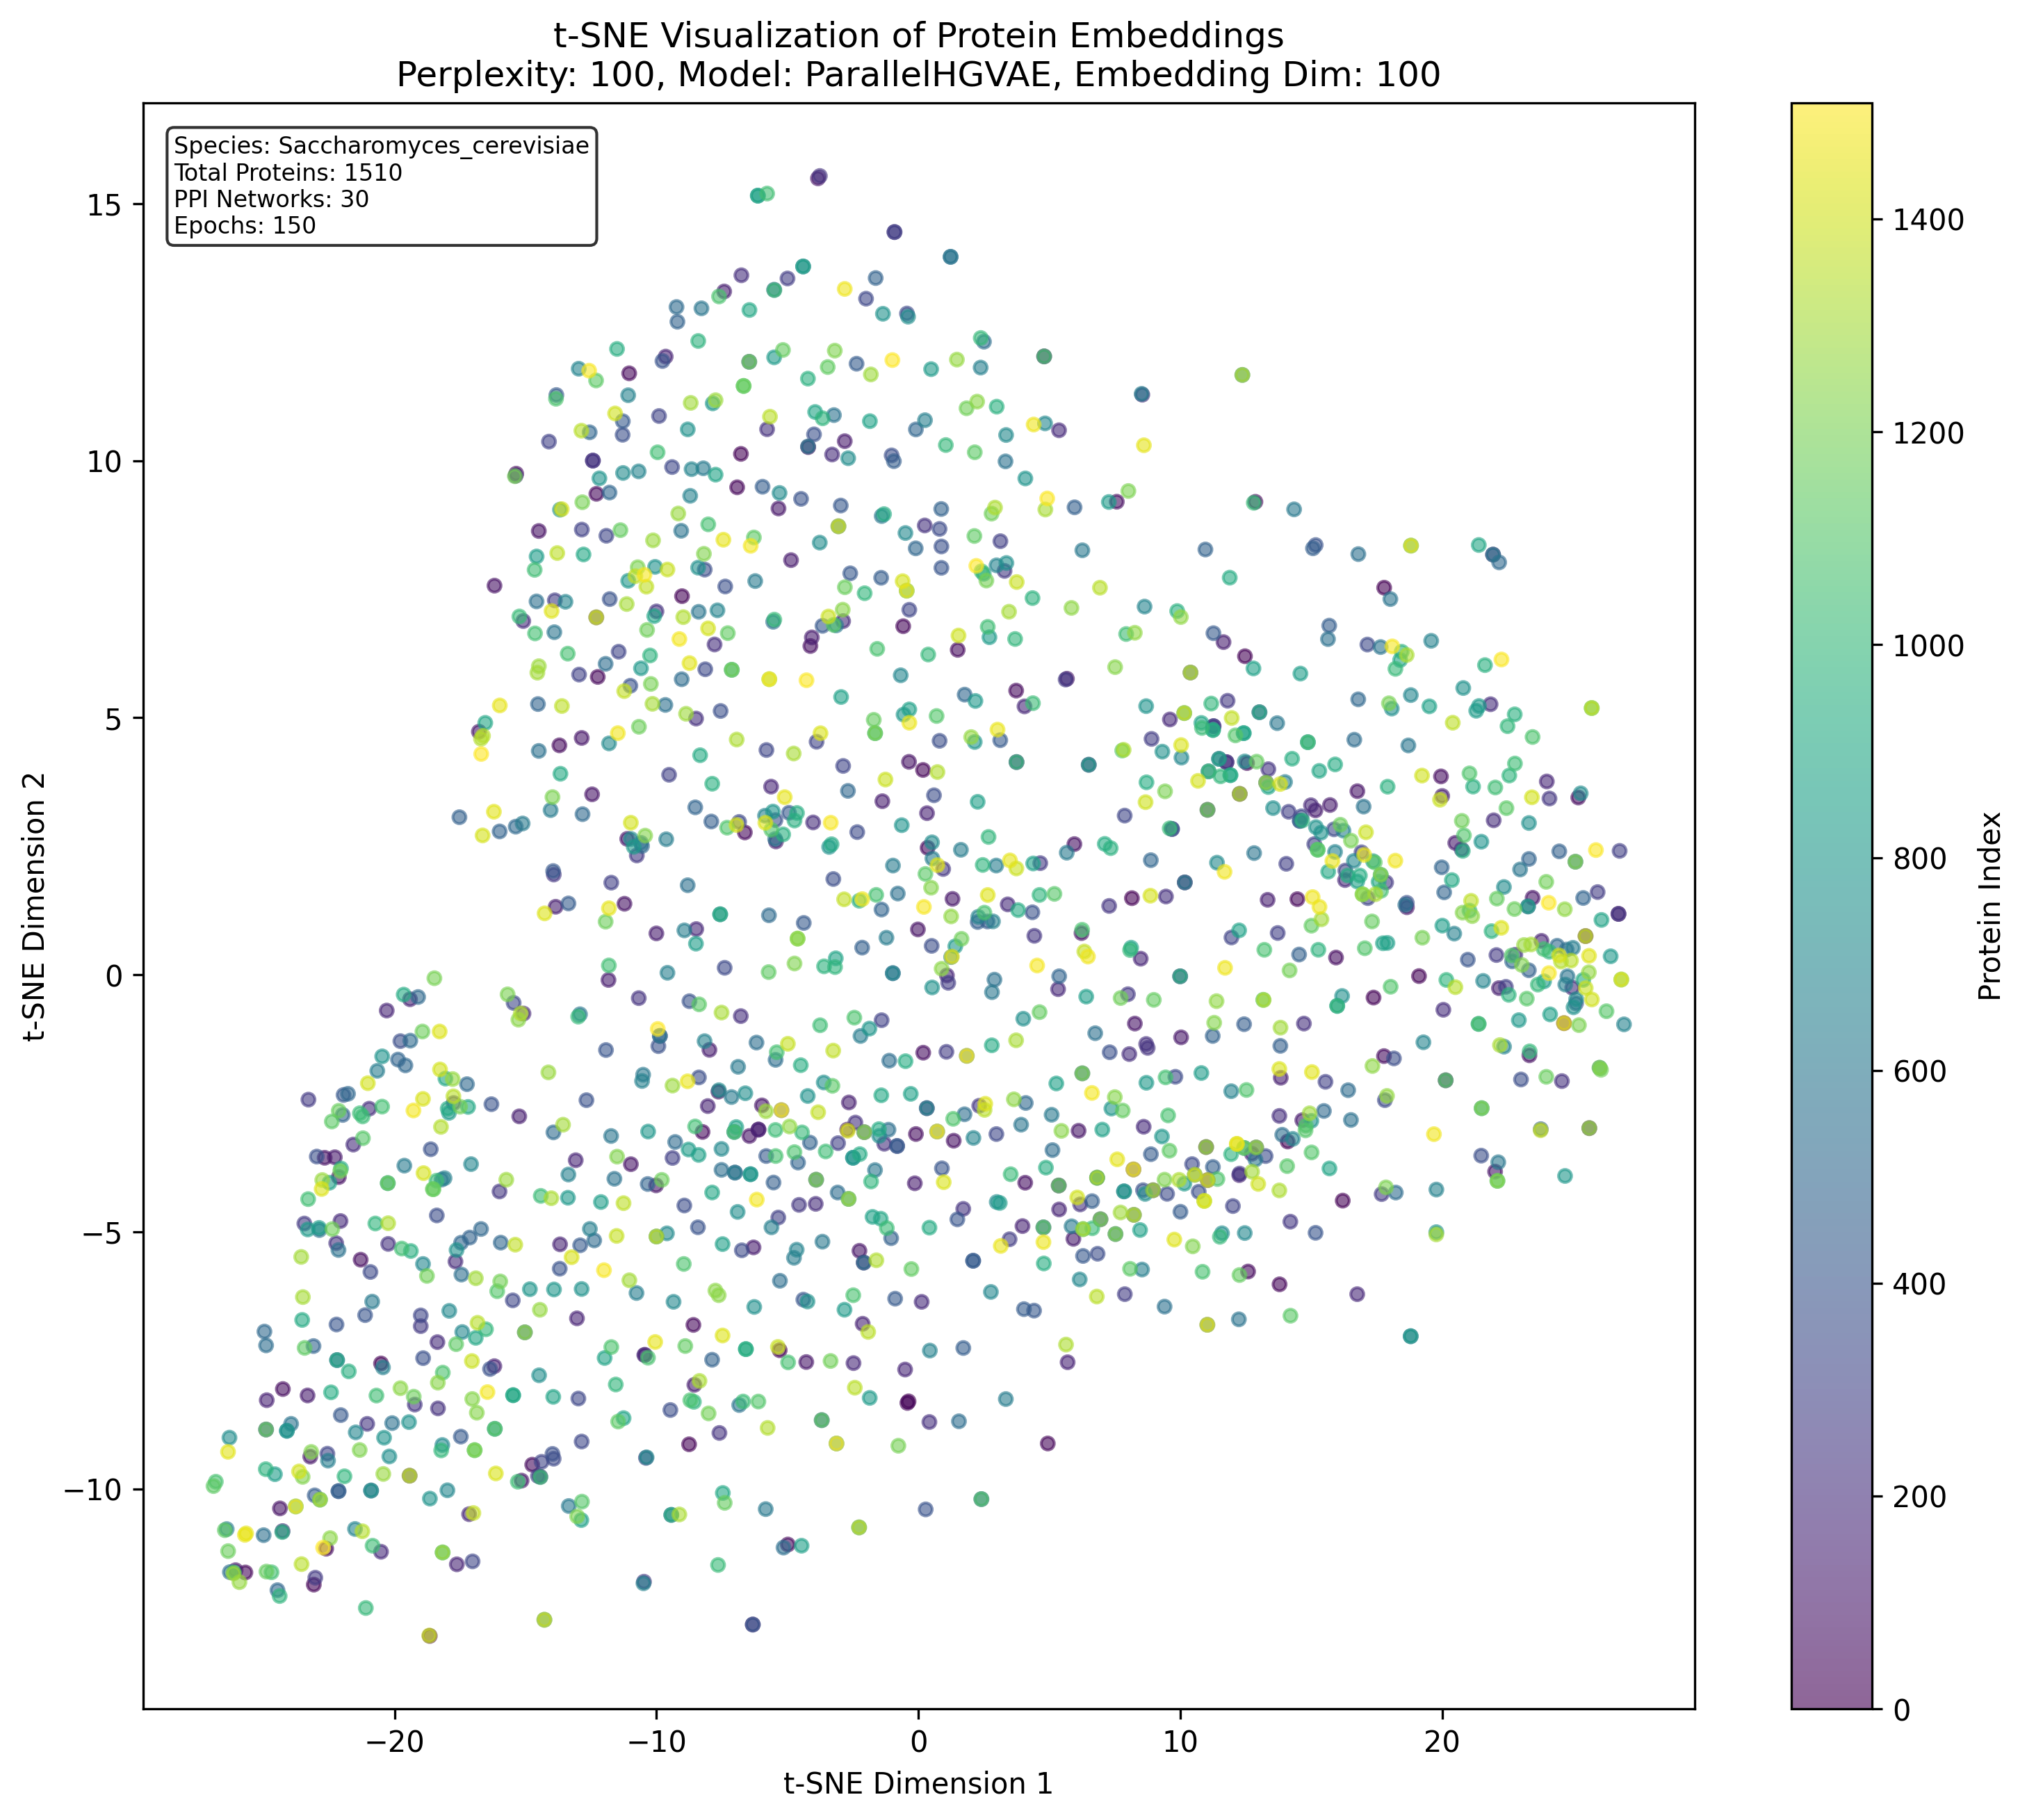 t-SNE Visualization of Protein Embeddings
Perplexity: 100, Model: ParallelHGVAE, Embedding Dim: 100
Species: Saccharomyces_cerevisiae
Total Proteins: 1510
PPI Networks: 30
Epochs: 150
t-SNE Dimension 2
15
10
5
0
−5
−10
−20
−10
0
10
20
t-SNE Dimension 1
1400
1200
1000
800
600
400
200
0
Protein Index